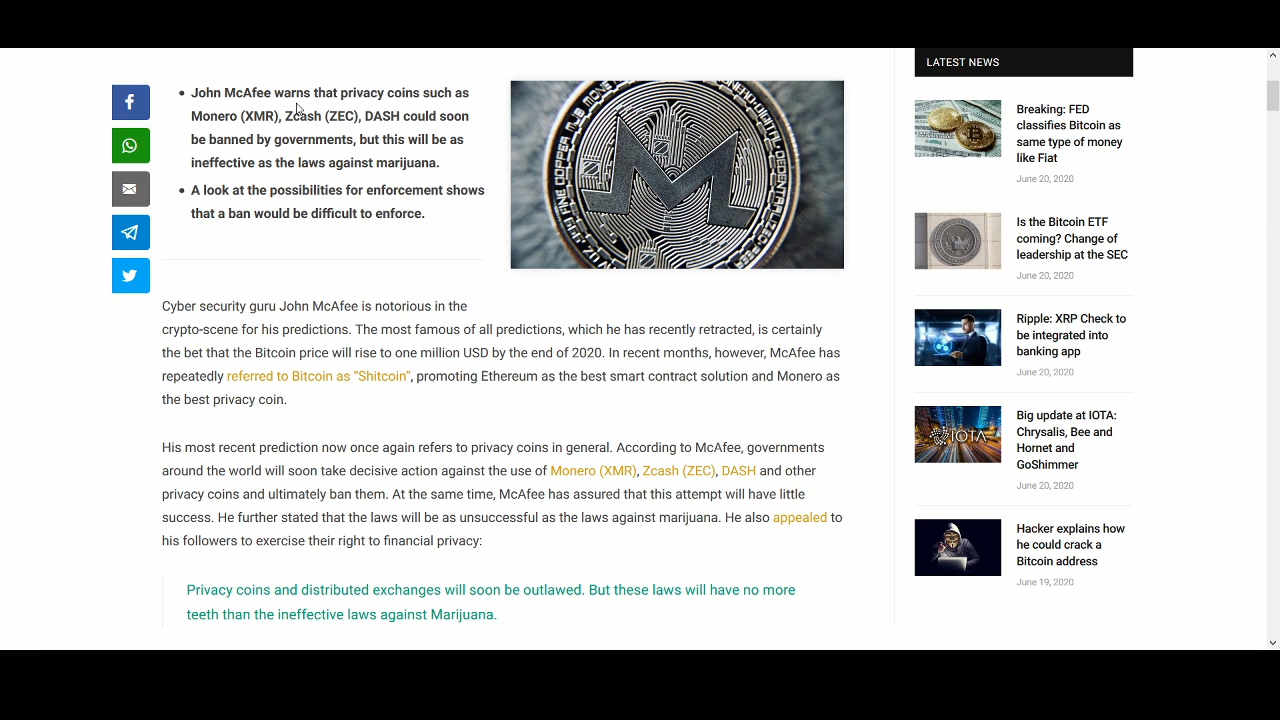 John McAfee warns that privacy coins such as
Monero (XMR), Zcash (ZEC), DASH could soon
be banned by governments, but this will be as
ineffective as the laws against marijuana.
A look at the possibilities for enforcement shows
that a ban would be difficult to enforce.
Cyber security guru John McAfee is notorious in the
crypto-scene for his predictions. The most famous of all predictions, which he has recently retracted, is certainly
the bet that the Bitcoin price will rise to one million USD by the end of 2020. In recent months, however, McAfee has
repeatedly referred to Bitcoin as “Shitcoin”, promoting Ethereum as the best smart contract solution and Monero as
the best privacy coin.
His most recent prediction now once again refers to privacy coins in general. According to McAfee, governments
around the world will soon take decisive action against the use of Monero (XMR), Zcash (ZEC), DASH and other
privacy coins and ultimately ban them. At the same time, McAfee has assured that this attempt will have little
success. He further stated that the laws will be as unsuccessful as the laws against marijuana. He also appealed to
his followers to exercise their right to financial privacy:
Privacy coins and distributed exchanges will soon be outlawed. But these laws will have no more
teeth than the ineffective laws against Marijuana.
LATEST NEWS
Breaking: FED
classifies Bitcoin as
same type of money
like Fiat
June 20, 2020
Is the Bitcoin ETF
coming? Change of
leadership at the SEC
June 20, 2020
Ripple: XRP Check to
be integrated into
banking app
June 20, 2020
IOTA
Big update at IOTA:
Chrysalis, Bee and
Hornet and
GoShimmer
June 20, 2020
Hacker explains how
he could crack a
Bitcoin address
June 19, 2020